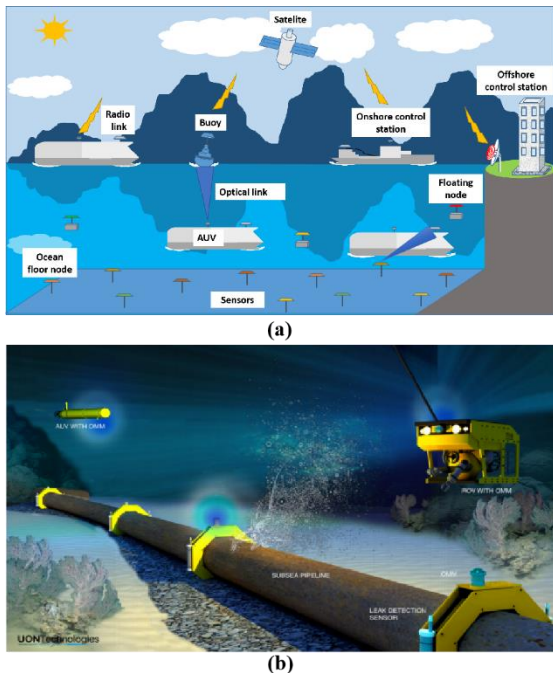 Satelite
Offshore
control station
Radio
link
Buoy
Onshore control
station
Optical link
Floating
node
AUV
Ocean
floor node
Sensors
(a)
AUV WITH OMM
ROV WITH OMM
SUBSEA PIPELINE
LEAK DETECTION
SENSOR
UONTechnologies
(b)